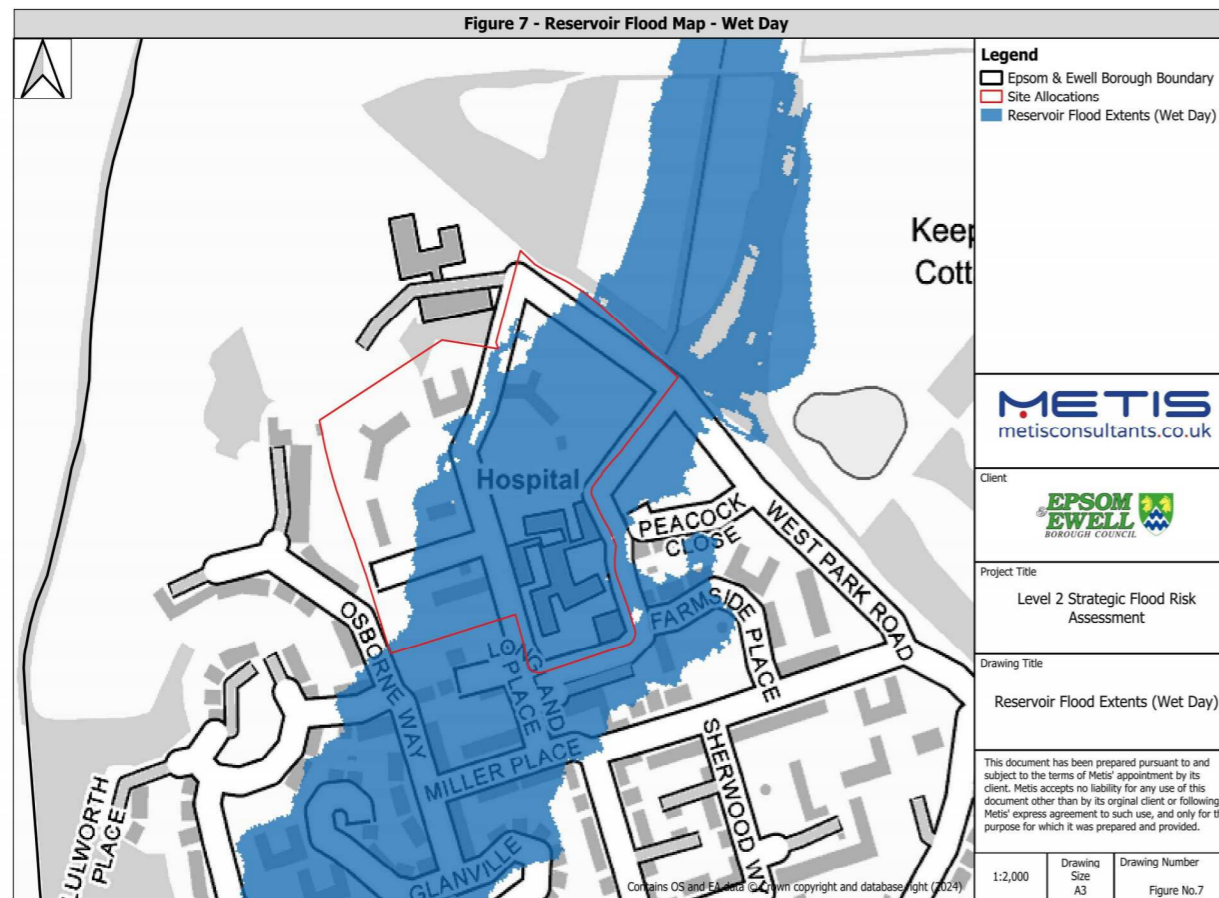 Figure 7 - Reservoir Flood Map - Wet Day
Legend
Epsom & Ewell Borough Boundary
Site Allocations
Reservoir Flood Extents (Wet Day)
Keep
Cott
Hospital
PEACOCK
CLOSE
WEST PARK ROAD
FARMSIDE PLACE
OSBORNE WAY
LONGLAND
PLACE
MILLER PLACE
SHERWOOD WY
GLANVILLE
LULWORTH
PLACE
Contains OS and EA data © Crown copyright and database right (2024)
METIS
metisconsultants.co.uk
Client
EPSOM
& EWELL
BOROUGH COUNCIL
Project Title
Level 2 Strategic Flood Risk
Assessment
Drawing Title
Reservoir Flood Extents (Wet Day)
This document has been prepared pursuant to and
subject to the terms of Metis' appointment by its
client. Metis accepts no liability for any use of this
document other than by its orginal client or following
Metis' express agreement to such use, and only for th
purpose for which it was prepared and provided.
1:2,000
Drawing
Size
A3
Drawing Number
Figure No.7